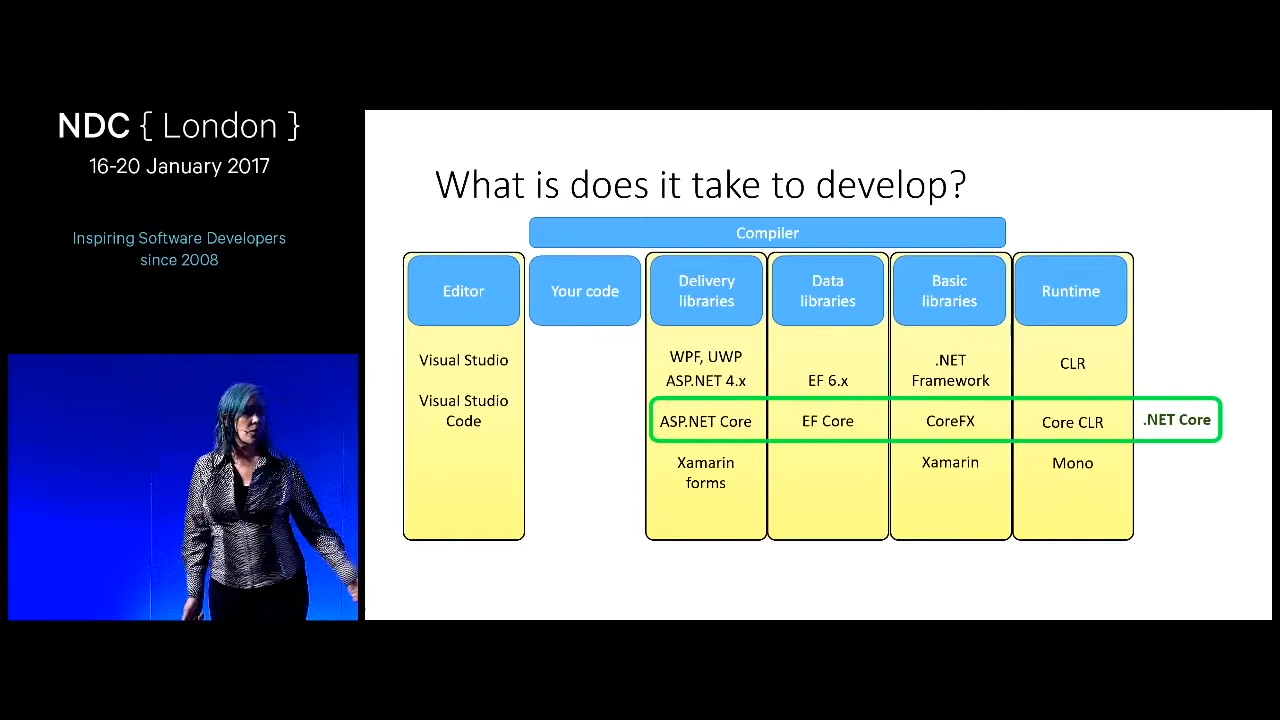 NDC { London }
16-20 January 2017
Inspiring Software Developers
since 2008
What is does it take to develop?
Compiler
Editor
Your code
Delivery
libraries
Data
libraries
Basic
libraries
Runtime
Visual Studio
Visual Studio
Code
WPF, UWP
ASP.NET 4.x
ASP.NET Core
Xamarin
forms
EF 6.x
EF Core
.NET
Framework
CoreFX
Xamarin
CLR
Core CLR
Mono
.NET Core